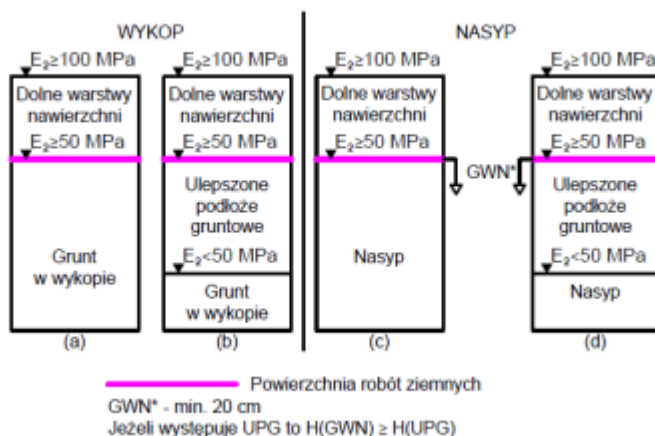 WYKOP
NASYP
E₂≥100 MPa
Dolne warstwy
nawierzchni
E₂≥50 MPa
Grunt
w wykopie
(a)
E₂≥100 MPa
Dolne warstwy
nawierzchni
E₂≥50 MPa
Ulepszone
podłoże
gruntowe
E₂<50 MPa
Grunt
w wykopie
(b)
E₂≥100 MPa
Dolne warstwy
nawierzchni
E₂≥50 MPa
Nasyp
(c)
GWN*
E₂≥100 MPa
Dolne warstwy
nawierzchni
E₂≥50 MPa
Ulepszone
podłoże
gruntowe
E₂<50 MPa
Nasyp
(d)
Powierzchnia robót ziemnych
GWN* - min. 20 cm
Jeżeli występuje UPG to H(GWN) ≥ H(UPG)